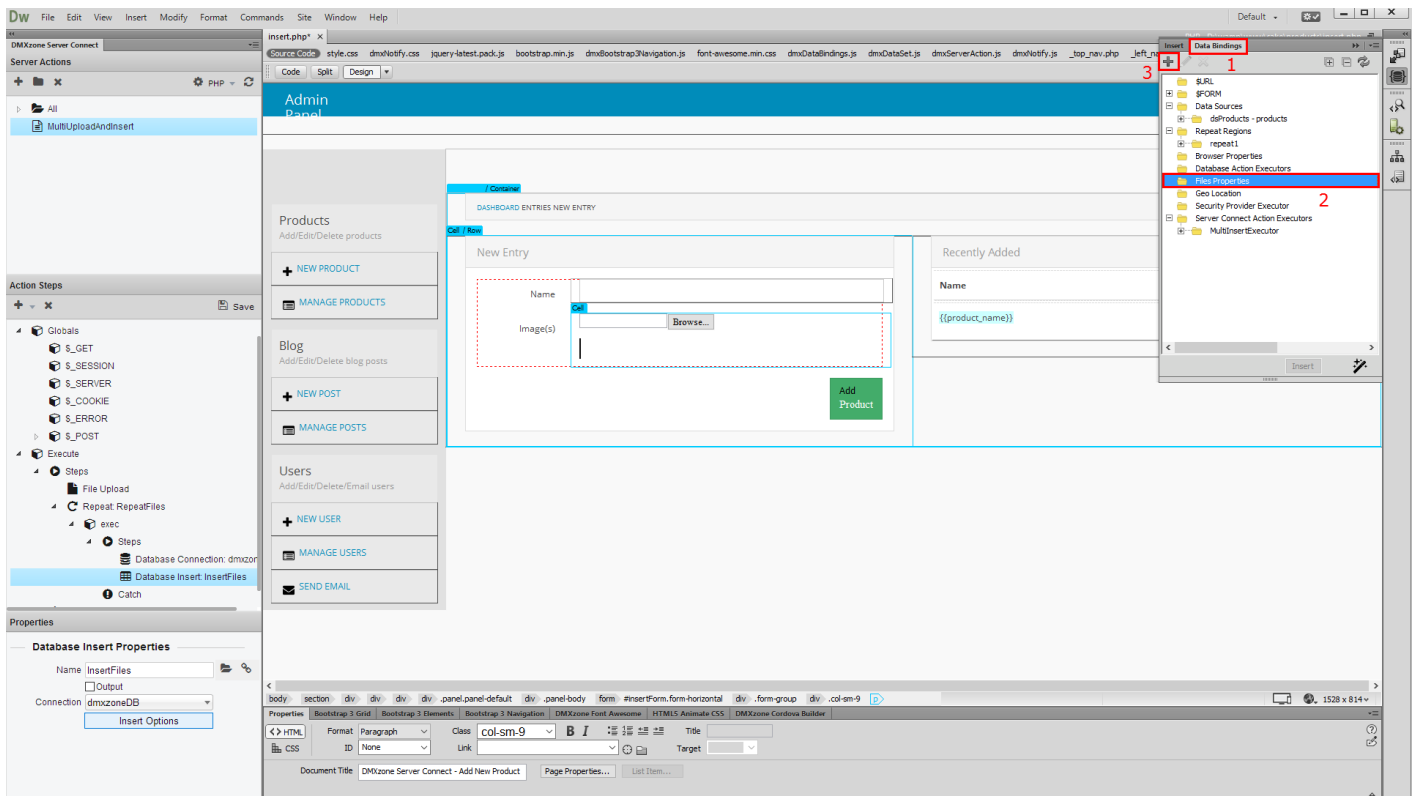 Dw File Edit View Insert Modify Format Commands Site Window Help
Default
DMXzone Server Connect
Server Actions
PHP
All
MultiUploadAndInsert
insert.php* ×
Source Code style.css dmxNotify.css jquery-latest.pack.js bootstrap.min.js dmxBootstrap3Navigation.js font-awesome.min.css dmxDataBindings.js dmxDataSet.js dmxServerAction.js dmxNotify.js _top_nav.php
Code Split Design
Admin
Panel
/ Container
DASHBOARD ENTRIES NEW ENTRY
Cell / Row
Products
Add/Edit/Delete products
NEW PRODUCT
MANAGE PRODUCTS
Blog
Add/Edit/Delete blog posts
NEW POST
MANAGE POSTS
Users
Add/Edit/Delete/Email users
NEW USER
MANAGE USERS
SEND EMAIL
New Entry
Name
Cell
Image(s)
Browse...
Add
Product
Recently Added
Name
{{product_name}}
Insert Data Bindings
1
3
$URL
$FORM
Data Sources
dsProducts - products
Repeat Regions
repeat1
Browser Properties
Database Action Executors
Files Properties
2
Geo Location
Security Provider Executor
Server Connect Action Executors
MultiInsertExecutor
Insert
Action Steps
Save
Globals
$_GET
$_SESSION
$_SERVER
$_COOKIE
$_ERROR
$_POST
Execute
Steps
File Upload
Repeat: RepeatFiles
exec
Steps
Database Connection: dmxzon
Database Insert: InsertFiles
Catch
Properties
Database Insert Properties
Name InsertFiles
Output
Connection dmxzoneDB
Insert Options
body section div div div div .panel.panel-default div .panel-body form #insertForm.form-horizontal div .form-group div .col-sm-9 p
1528 x 814
Properties Bootstrap 3 Grid Bootstrap 3 Elements Bootstrap 3 Navigation DMXzone Font Awesome HTML5 Animate CSS DMXzone Cordova Builder
<> HTML Format Paragraph Class col-sm-9 B I Title
CSS ID None Link Target
Document Title DMXzone Server Connect - Add New Product Page Properties... List Item...